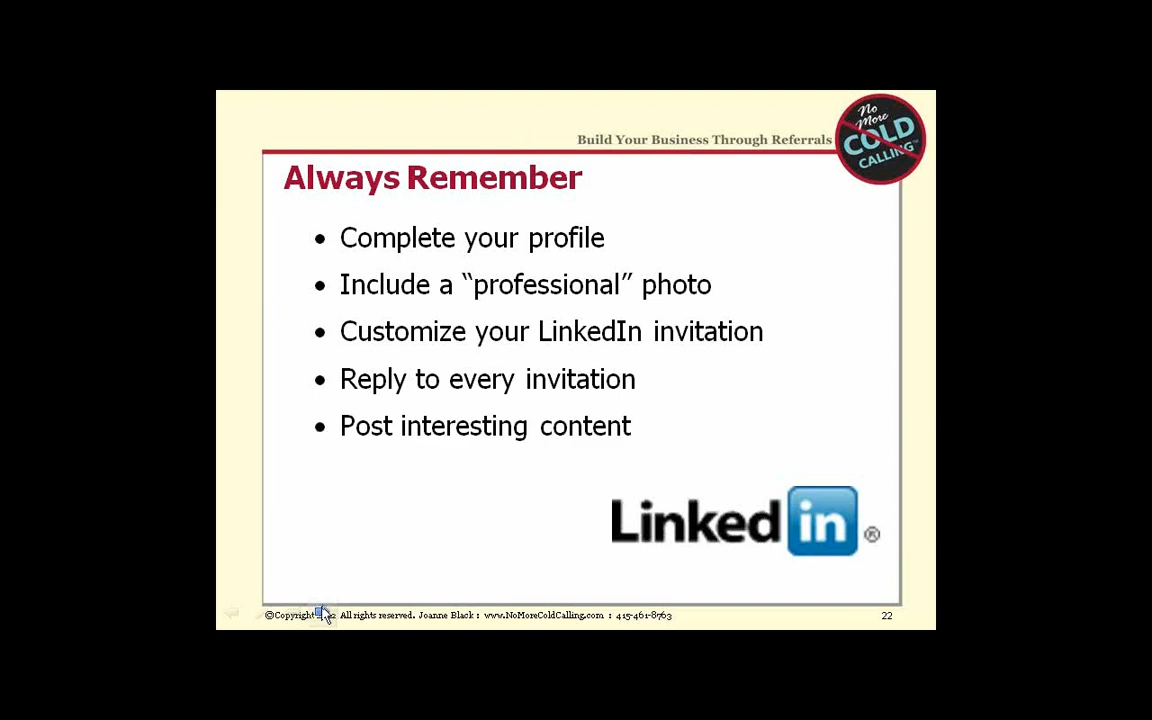 Build Your Business Through Referrals
No
More
COLD
CALLING™
Always Remember
• Complete your profile
• Include a “professional” photo
• Customize your LinkedIn invitation
• Reply to every invitation
• Post interesting content
Linked in ®
©Copyright All rights reserved. Joanne Black : www.NoMoreColdCalling.com : 415-461-8763
22